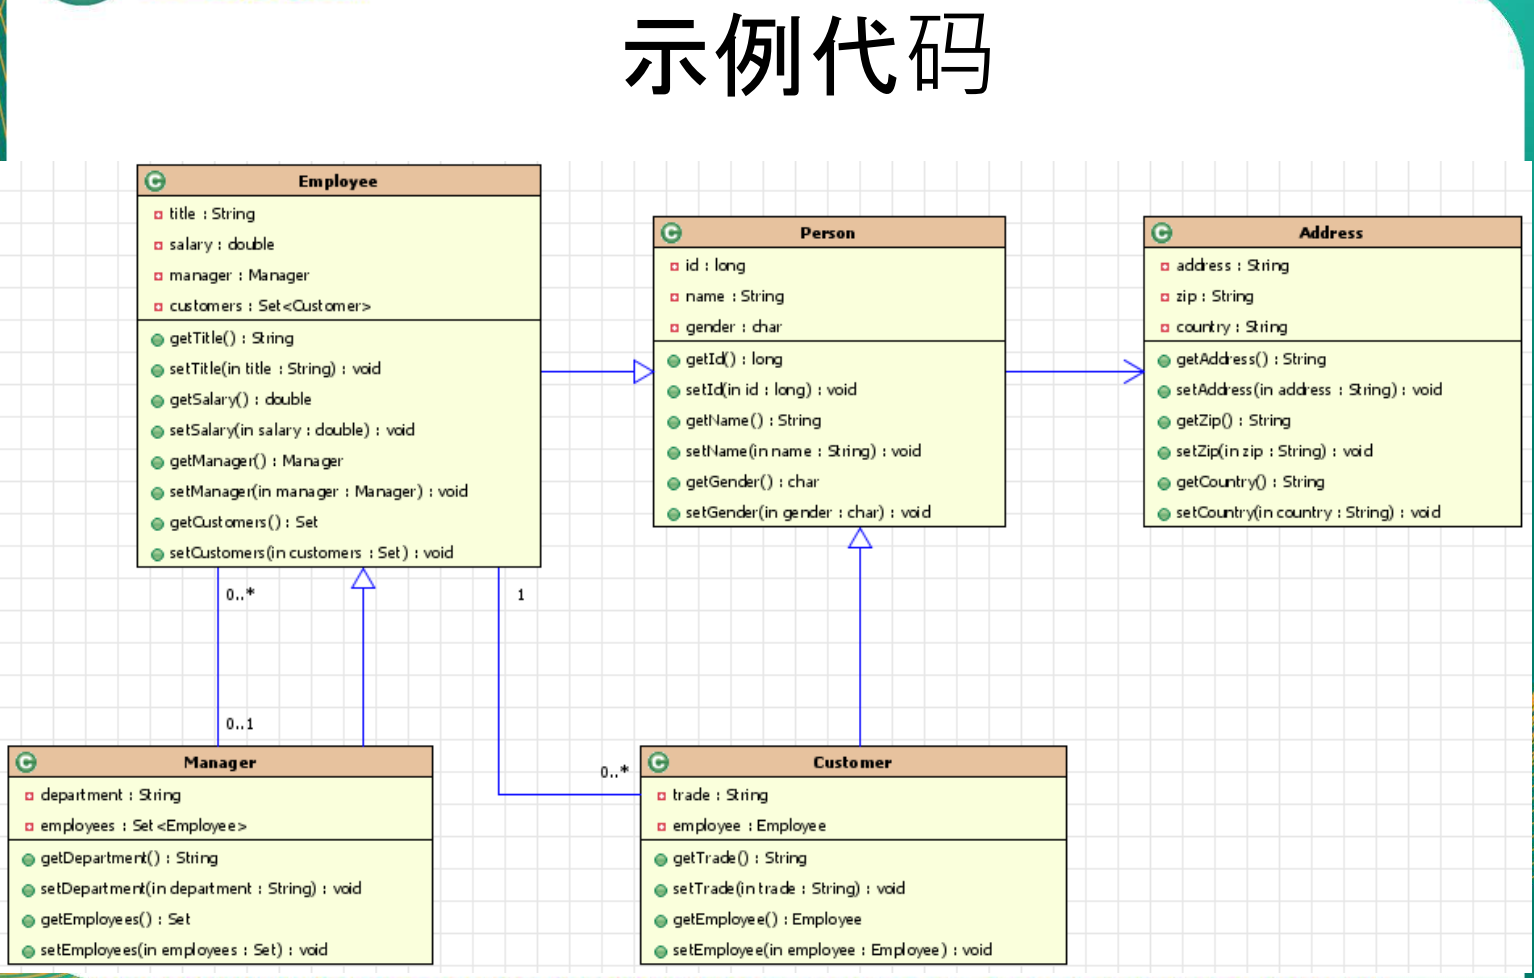 示例代码
Employee
title : String
salary : double
manager : Manager
customers : Set<Customer>
getTitle() : String
setTitle(in title : String) : void
getSalary() : double
setSalary(in salary : double) : void
getManager() : Manager
setManager(in manager : Manager) : void
getCustomers() : Set
setCustomers(in customers : Set) : void
Person
id : long
name : String
gender : char
getId() : long
setId(in id : long) : void
getName() : String
setName(in name : String) : void
getGender() : char
setGender(in gender : char) : void
Address
address : String
zip : String
country : String
getAddress() : String
setAddress(in address : String) : void
getZip() : String
setZip(in zip : String) : void
getCountry() : String
setCountry(in country : String) : void
0..*
1
0..1
0..*
Manager
department : String
employees : Set<Employee>
getDepartment() : String
setDepartment(in department : String) : void
getEmployees() : Set
setEmployees(in employees : Set) : void
Customer
trade : String
employee : Employee
getTrade() : String
setTrade(in trade : String) : void
getEmployee() : Employee
setEmployee(in employee : Employee) : void